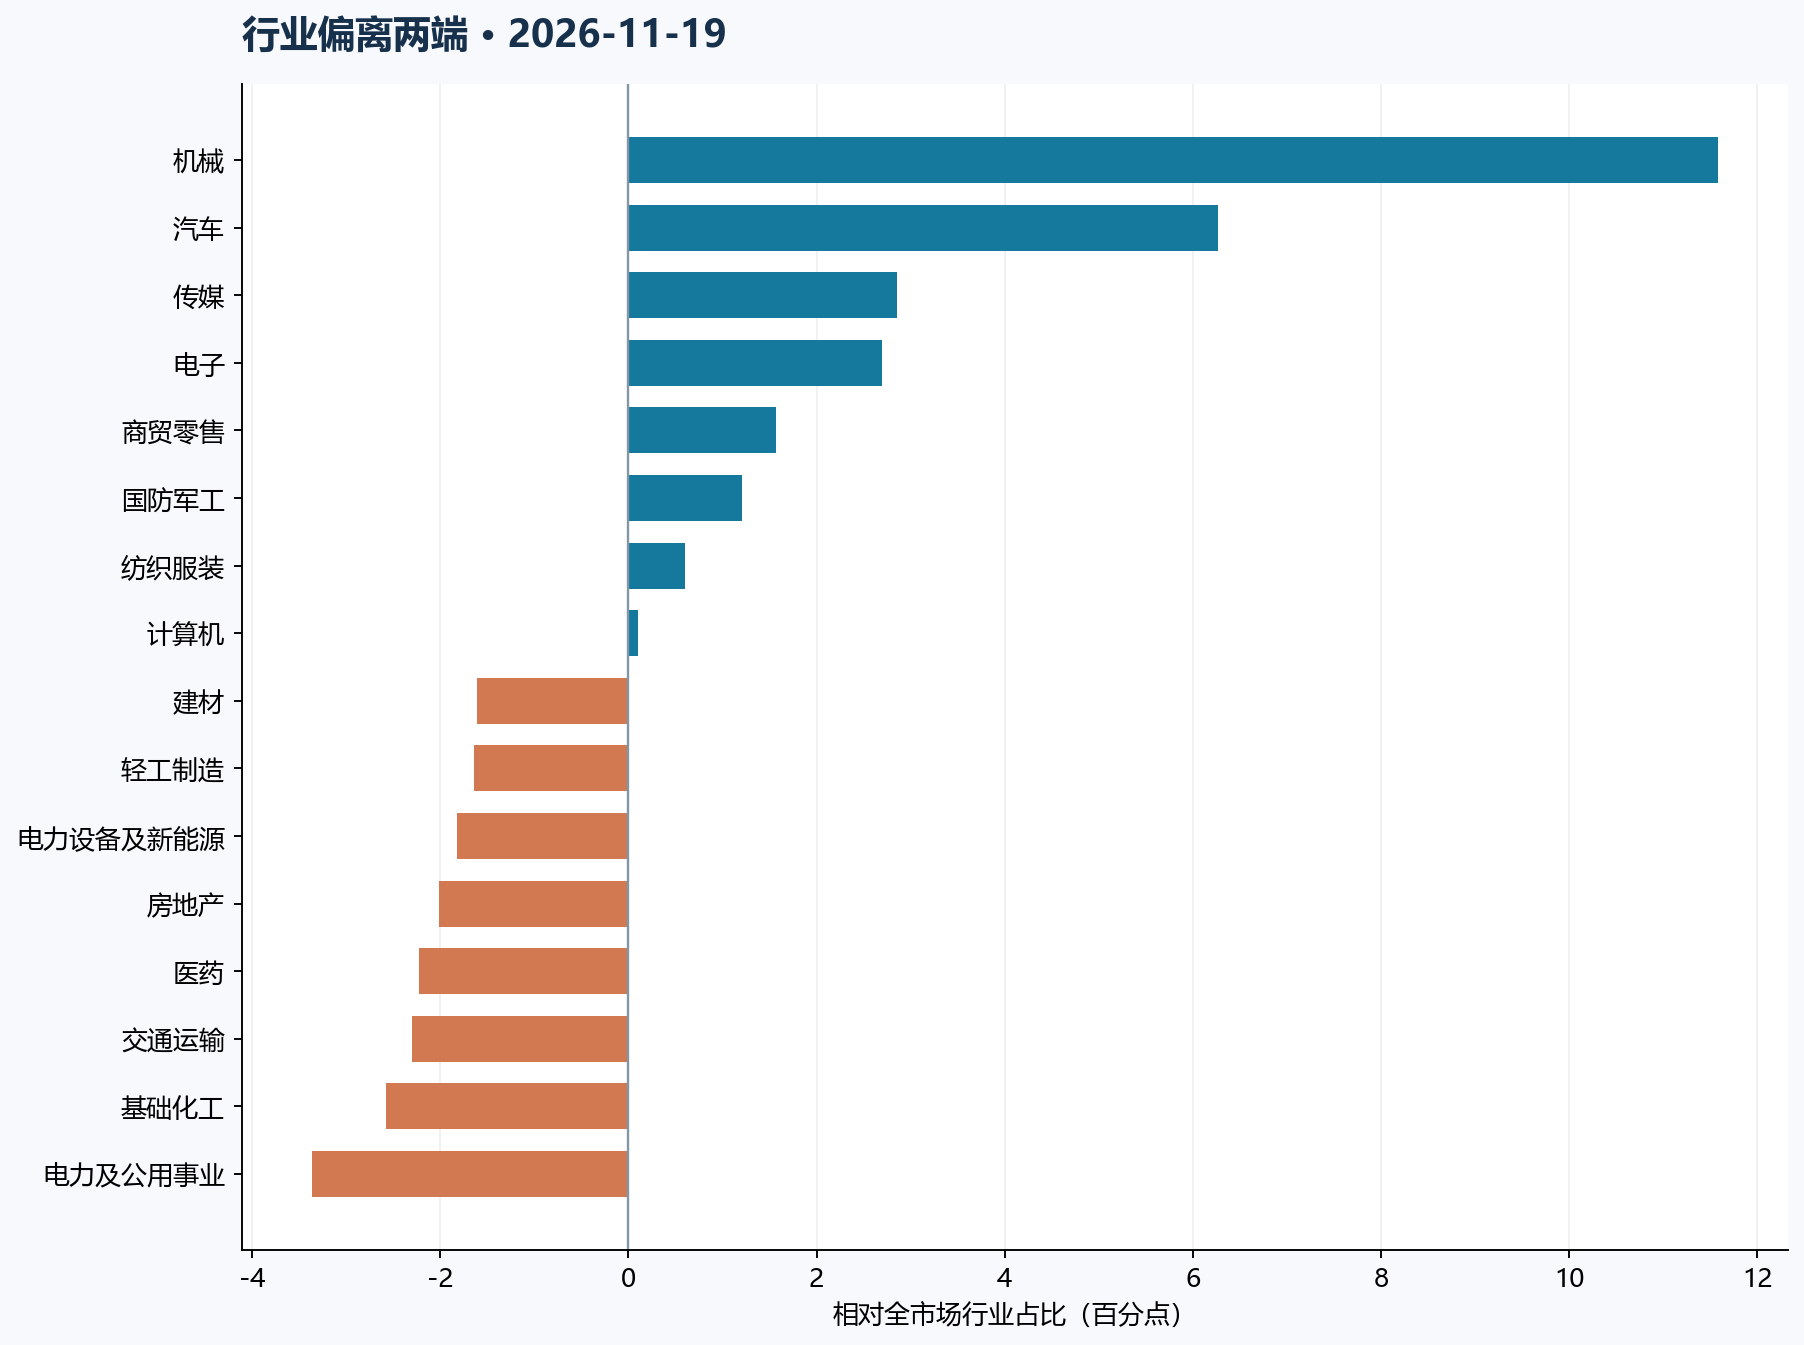 行业偏离两端 • 2026-11-19
机械
汽车
传媒
电子
商贸零售
国防军工
纺织服装
计算机
建材
轻工制造
电力设备及新能源
房地产
医药
交通运输
基础化工
电力及公用事业
-4 -2 0 2 4 6 8 10 12
相对全市场行业占比（百分点）